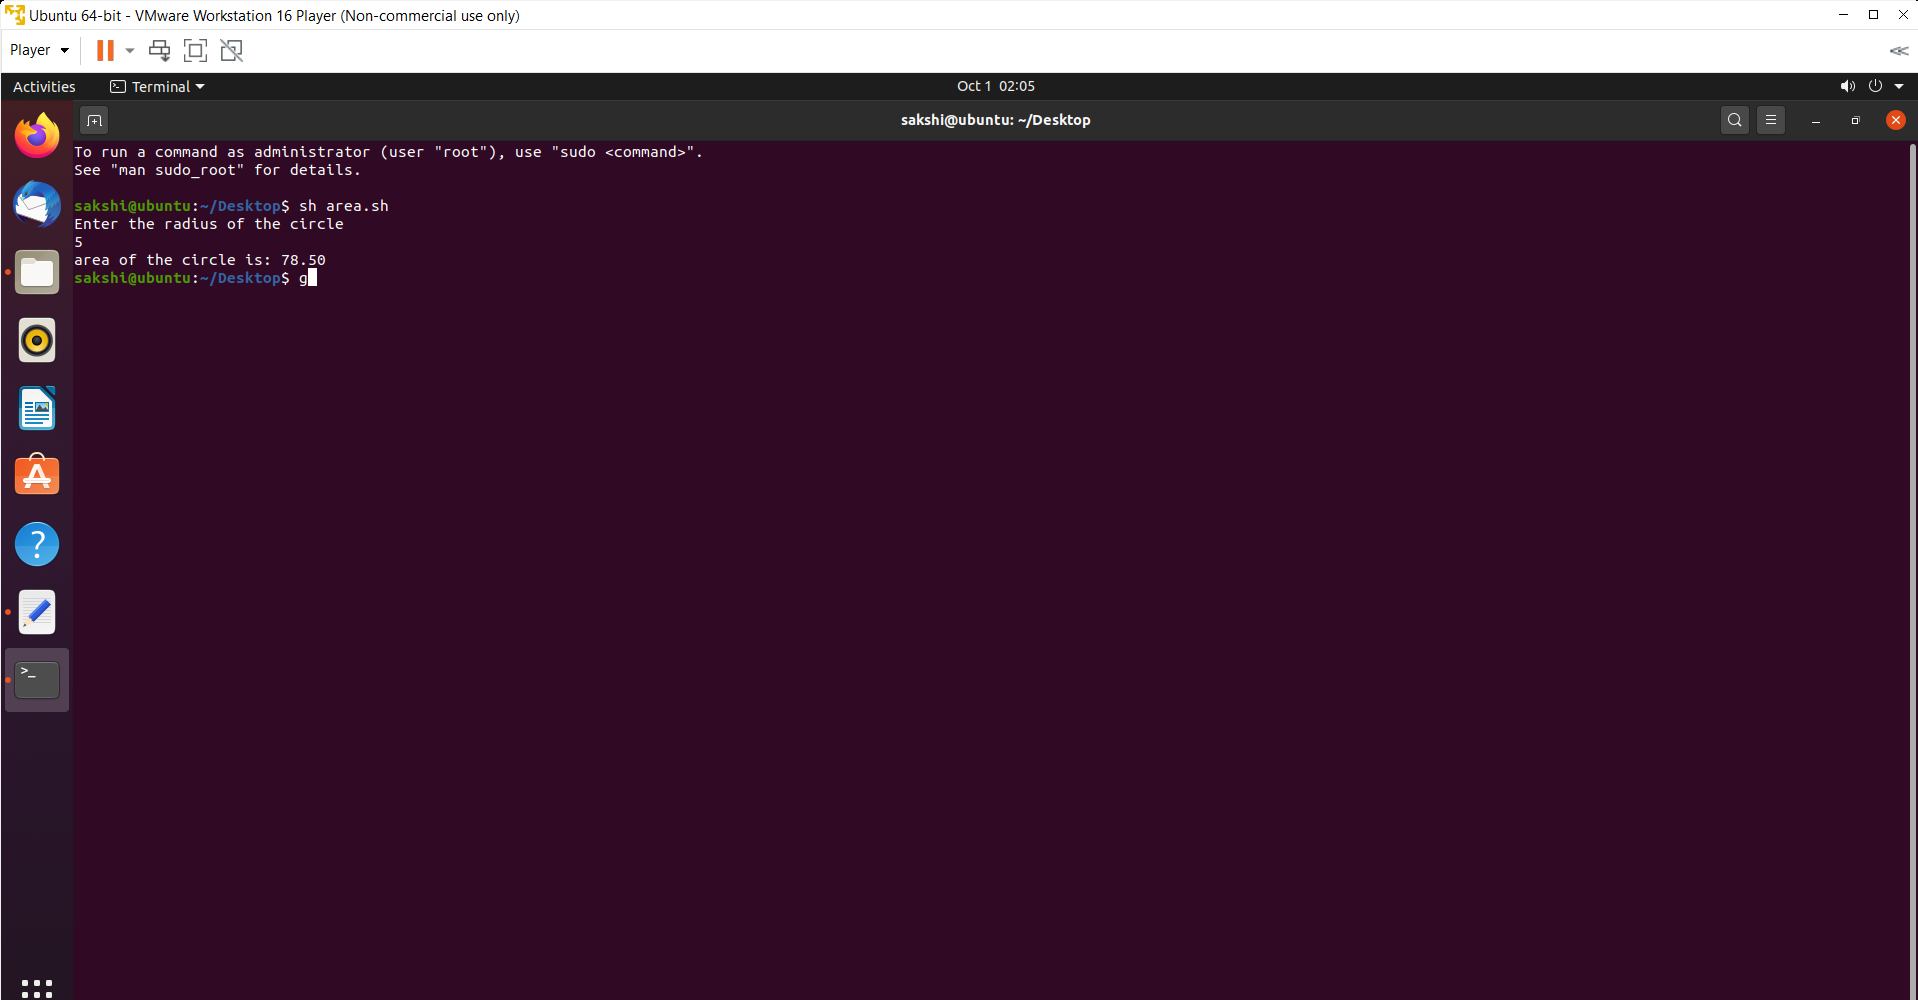 Ubuntu 64-bit - VMware Workstation 16 Player (Non-commercial use only)
Player
Activities
Terminal
Oct 1 02:05
sakshi@ubuntu: ~/Desktop
To run a command as administrator (user "root"), use "sudo <command>".
See "man sudo_root" for details.
sakshi@ubuntu:~/Desktop$ sh area.sh
Enter the radius of the circle
5
area of the circle is: 78.50
sakshi@ubuntu:~/Desktop$ g